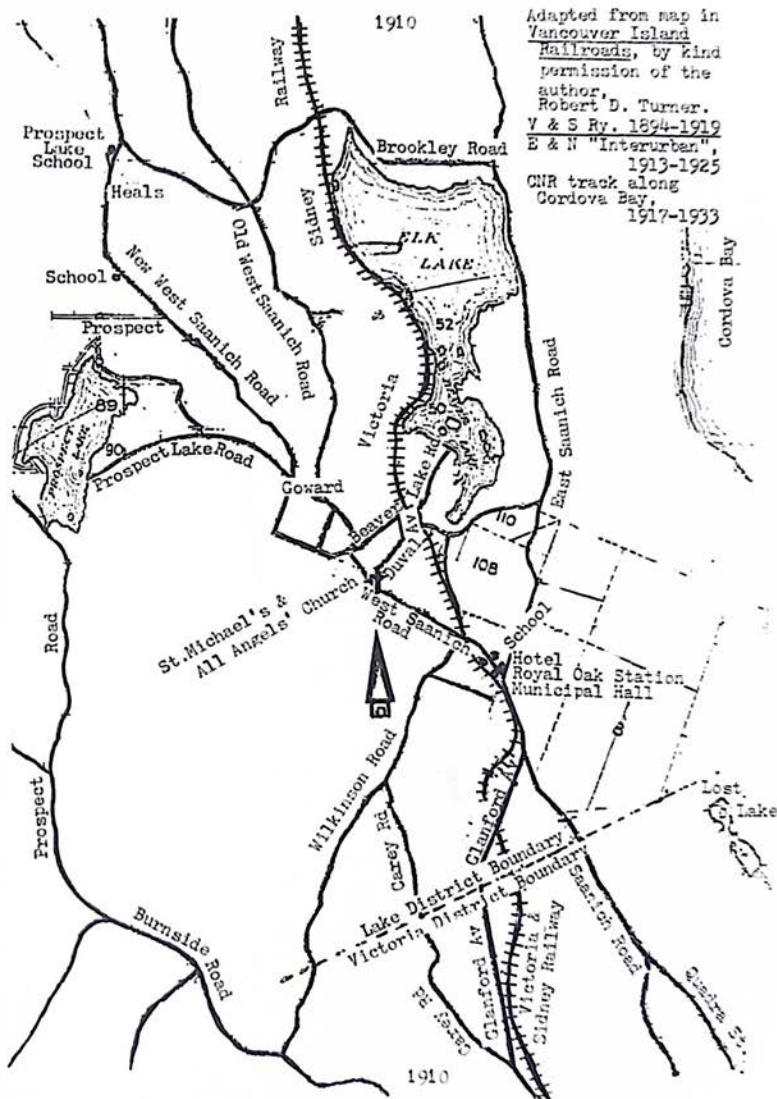 1910
Adapted from map in
Vancouver Island
Railroads, by kind
permission of the
author,
Robert D. Turner.
V & S Ry. 1894-1919
E & N "Interurban",
1913-1925
CNR track along
Cordova Bay,
1917-1933
Railway
Prospect
Lake
School
Heals
Brookley Road
Sidney
Old West Saanich Road
ELK
LAKE
School
New West Saanich Road
Prospect
Cordova Bay
52
Victoria
East Saanich Road
89
PROSPECT
LAKE
90
Prospect Lake Road
Goward
Beaver Lake Rd
Duval Av
110
108
St.Michael's &
All Angels' Church
West Saanich
Road
School
Hotel
Royal Oak Station
Municipal Hall
Road
Prospect
Wilkinson Road
Carey Rd
Glanford Av
8
Lost
Lake
Lake District Boundary
Victoria District Boundary
Saanich Road
Burnside
Road
Glanford Av
Victoria &
Sidney Railway
Carey Rd
Quadra St.
1910